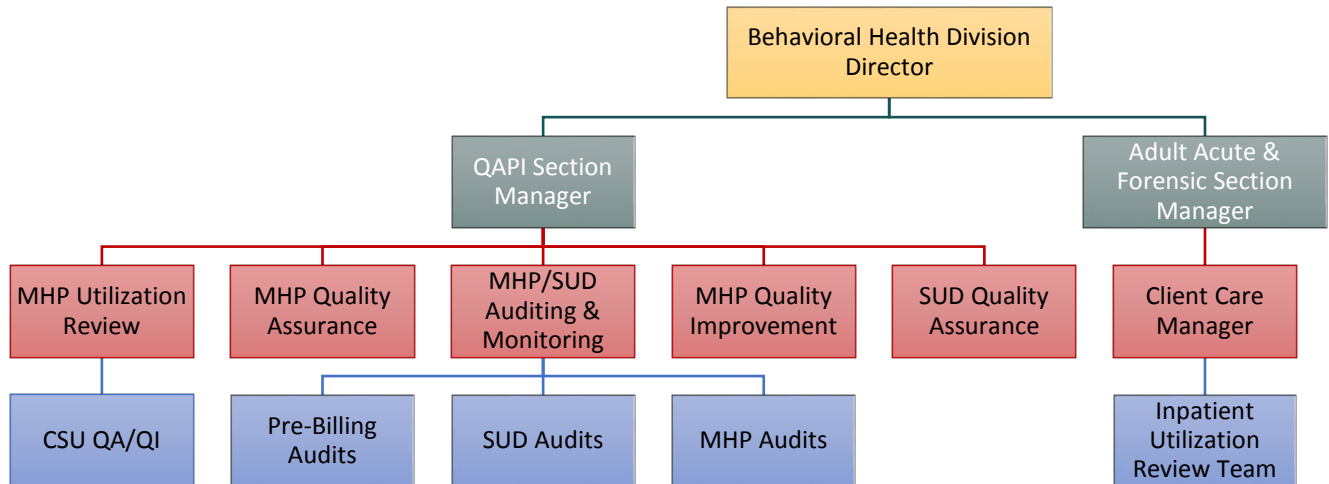 Behavioral Health Division
Director
QAPI Section
Manager
Adult Acute &
Forensic Section
Manager
MHP Utilization
Review
MHP Quality
Assurance
MHP/SUD
Auditing &
Monitoring
MHP Quality
Improvement
SUD Quality
Assurance
Client Care
Manager
CSU QA/QI
Pre-Billing
Audits
SUD Audits
MHP Audits
Inpatient
Utilization
Review Team